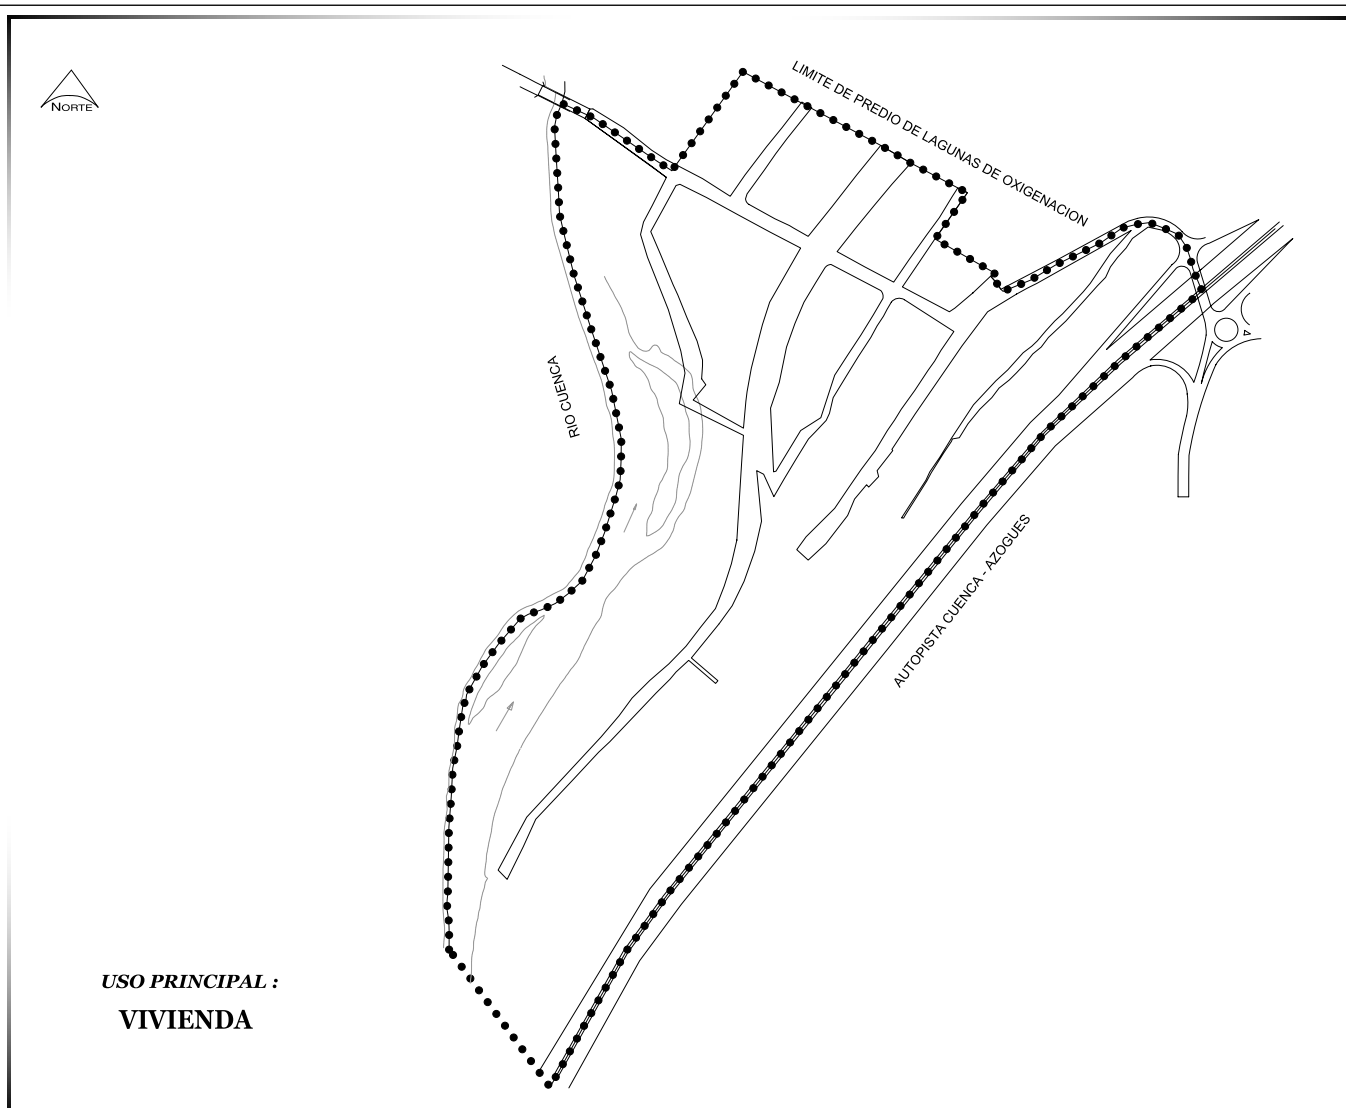 NORTE
LIMITE DE PREDIO DE LAGUNAS DE OXIGENACION
RIO CUENCA
AUTOPISTA CUENCA - AZOGUES
USO PRINCIPAL :
VIVIENDA